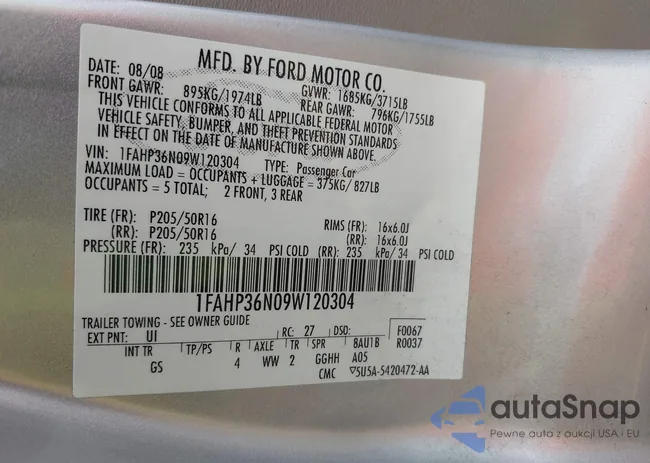 MFD. BY FORD MOTOR CO.
DATE: 08/08 GVWR: 1685KG/3715LB
FRONT GAWR: 895KG/1974LB REAR GAWR: 796KG/1755LB
THIS VEHICLE CONFORMS TO ALL APPLICABLE FEDERAL MOTOR
VEHICLE SAFETY, BUMPER, AND THEFT PREVENTION STANDARDS
IN EFFECT ON THE DATE OF MANUFACTURE SHOWN ABOVE.
VIN: 1FAHP36N09W120304 TYPE: Passenger Car
MAXIMUM LOAD = OCCUPANTS + LUGGAGE = 375KG/827LB
OCCUPANTS = 5 TOTAL; 2 FRONT, 3 REAR
TIRE (FR): P205/50R16 RIMS (FR): 16x6.0J
(RR): P205/50R16 (RR): 16x6.0J
PRESSURE (FR): 235 kPa/ 34 PSI COLD (RR): 235 kPa/ 34 PSI COLD
1FAHP36N09W120304
TRAILER TOWING - SEE OWNER GUIDE
EXT PNT: UI RC: 27 DSO: F0067
INT TR TP/PS R AXLE TR SPR 8AU1B R0037
GS 4 WW 2 GGHH A05
CMC ▽5U5A-5420472-AA
autaSnap
Pewne auta z aukcji USA i EU